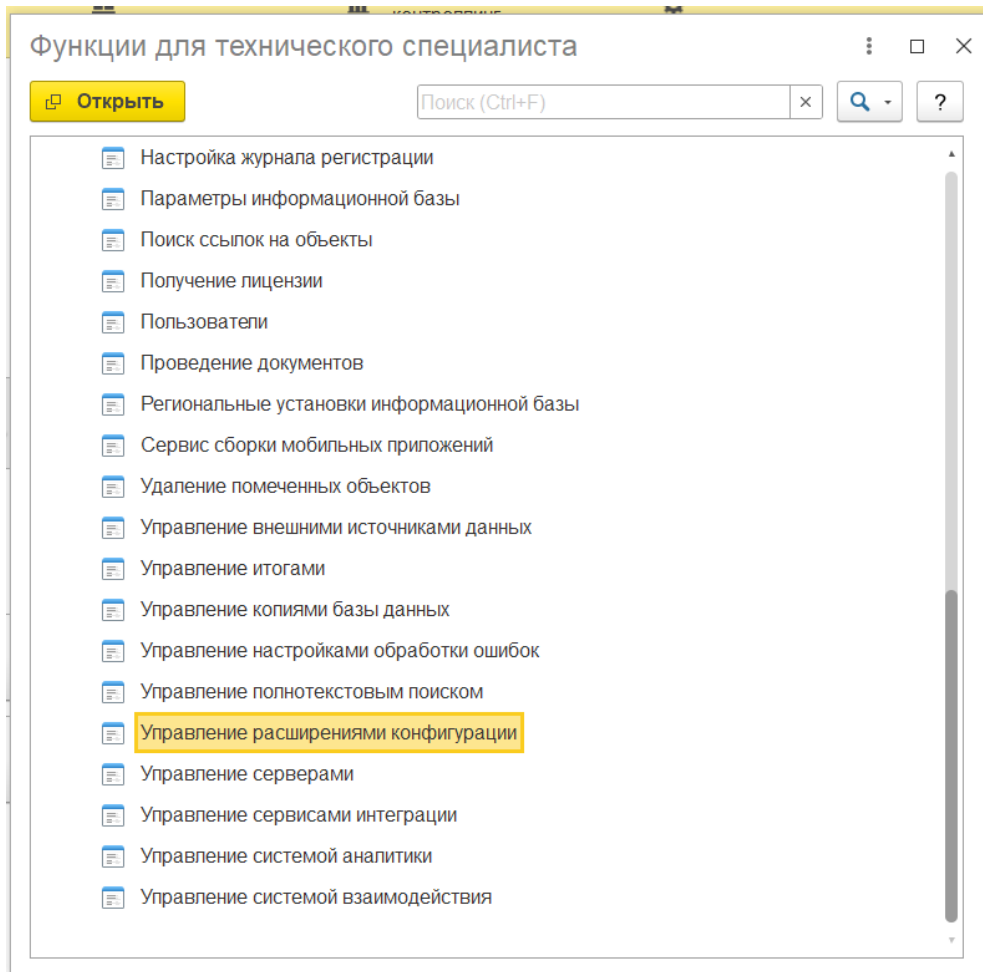 контроллинг
Функции для технического специалиста
Открыть
Поиск (Ctrl+F)
?
Настройка журнала регистрации
Параметры информационной базы
Поиск ссылок на объекты
Получение лицензии
Пользователи
Проведение документов
Региональные установки информационной базы
Сервис сборки мобильных приложений
Удаление помеченных объектов
Управление внешними источниками данных
Управление итогами
Управление копиями базы данных
Управление настройками обработки ошибок
Управление полнотекстовым поиском
Управление расширениями конфигурации
Управление серверами
Управление сервисами интеграции
Управление системой аналитики
Управление системой взаимодействия